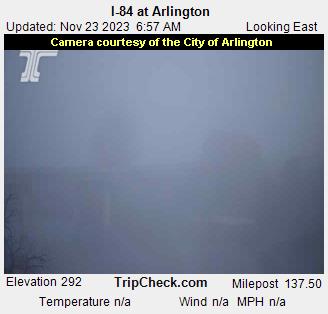 I-84 at Arlington
Updated: Nov 23 2023 6:57 AM Looking East
Camera courtesy of the City of Arlington
Elevation 292 TripCheck.com Milepost 137.50
Temperature n/a Wind n/a MPH n/a